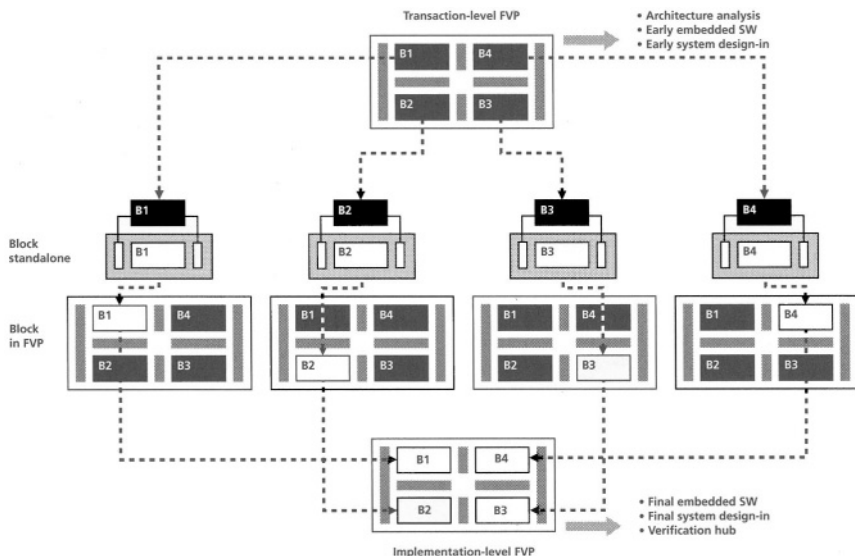 Transaction-level FVP
• Architecture analysis
• Early embedded SW
• Early system design-in
B1 B4
B2 B3
B1 B2 B3 B4
Block
standalone
B1 B2 B3 B4
Block
in FVP
B1 B4 B1 B4 B1 B4 B1 B4
B2 B3 B2 B3 B2 B3 B2 B3
B1 B4
B2 B3
• Final embedded SW
• Final system design-in
• Verification hub
Implementation-level FVP